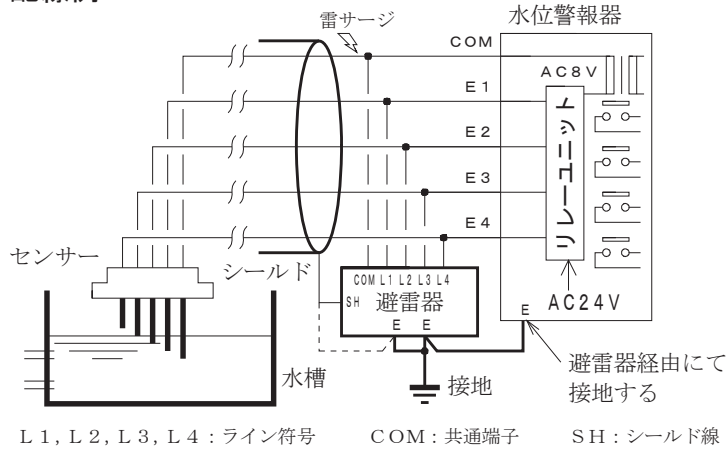 水位警報器
雷サージ
COM
AC8V
E1
E2
E3
E4
リレーユニット
センサー
シールド
COM L1 L2 L3 L4
SH
避雷器
E E
E
AC24V
水槽
接地
避雷器経由にて
接地する
L1, L2, L3, L4：ライン符号 COM：共通端子 SH：シールド線